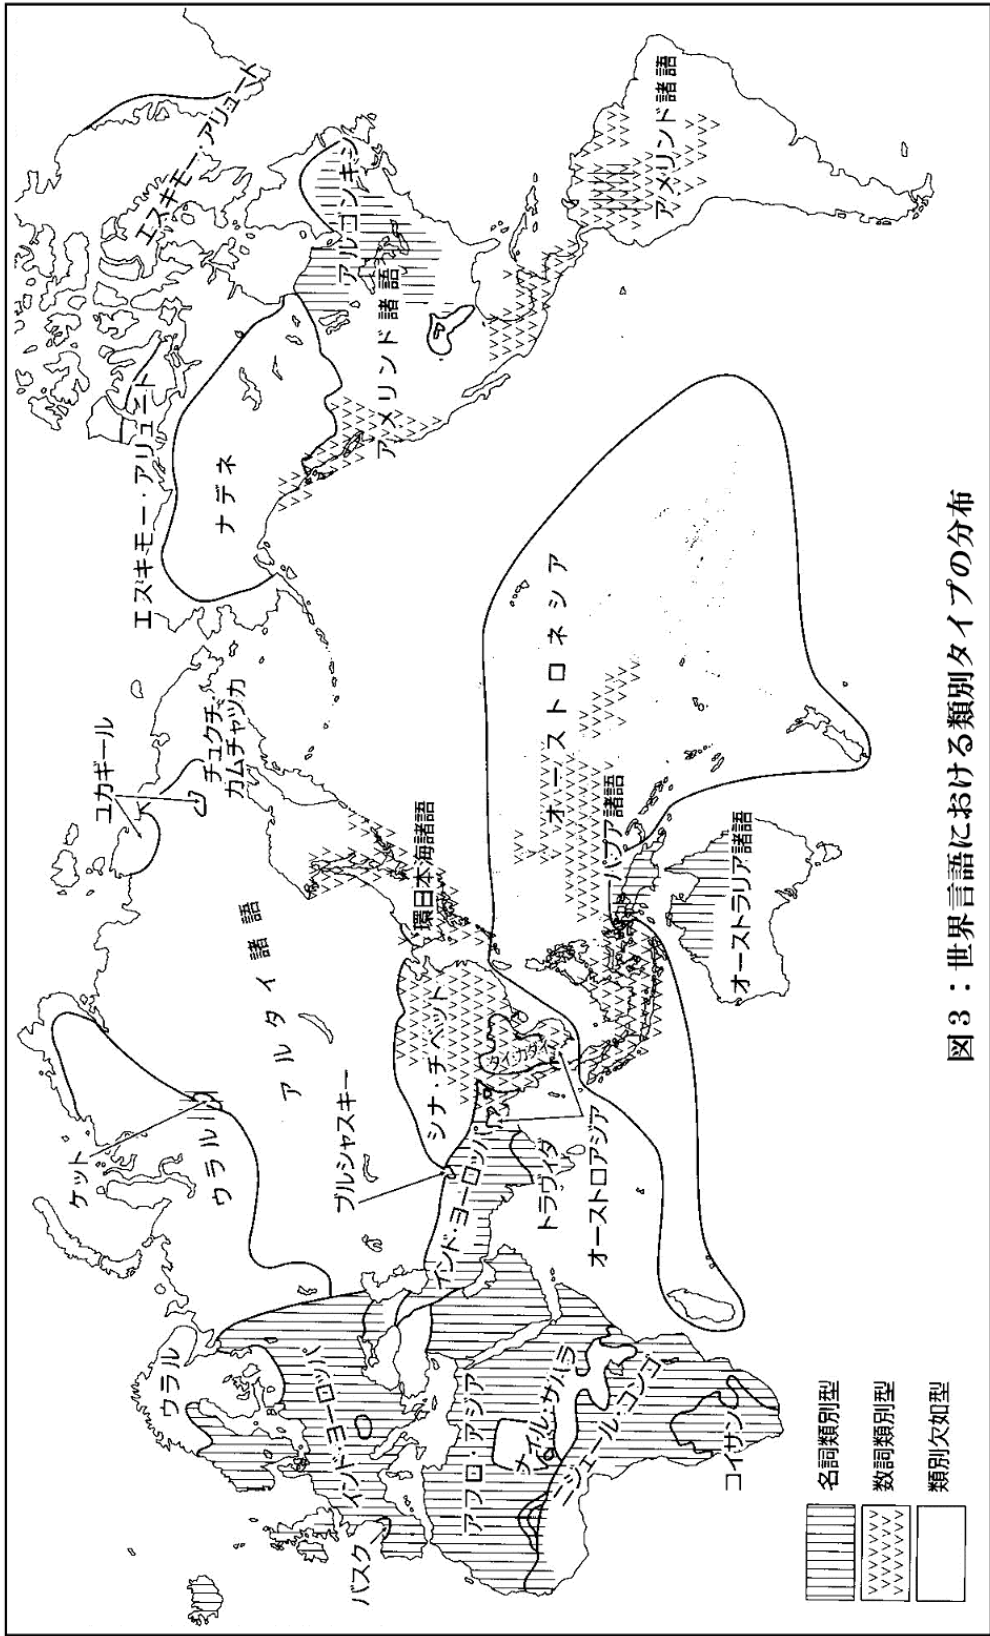 エスキモー・アリュート
エスキモー・アリュート
ナデネ
アルゴンキン
アメリンド諸語
アメリンド諸語
ユカギール
チュクチ・
カムチャツカ
アルタイ諸語
ケット
ウラル
ウラル
ブルシャスキー
環日本海諸語
シナ・チベット
タイ・カダイ
インド・ヨーロッパ
インド・ヨーロッパ
バスク
トラヴィダ
オーストロアジア
オーストロネシア
パプア諸語
オーストラリア諸語
アフロ・アジア
ナイル・サハラ
ニジェール・コンゴ
コイサン
名詞類別型
数詞類別型
類別欠如型
図3:世界言語における類別タイプの分布